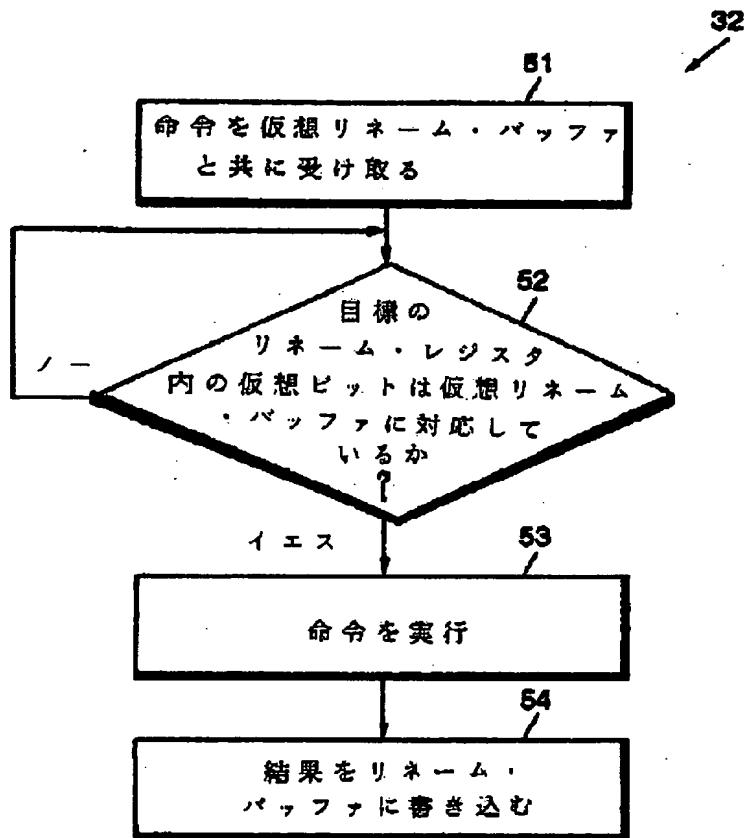 32
51
命令を仮想リネーム・バッファ
と共に受け取る
52
目標の
リネーム・レジスタ
内の仮想ビットは仮想リネーム
・バッファに対応して
いるか
?
ノー
イエス
53
命令を実行
54
結果をリネーム・
バッファに書き込む